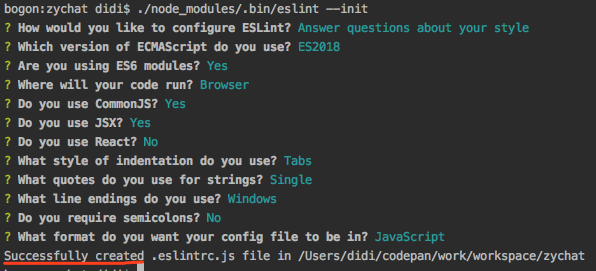 bogon:zychat didi$ ./node_modules/.bin/eslint --init
? How would you like to configure ESLint? Answer questions about your style
? Which version of ECMAScript do you use? ES2018
? Are you using ES6 modules? Yes
? Where will your code run? Browser
? Do you use CommonJS? Yes
? Do you use JSX? Yes
? Do you use React? No
? What style of indentation do you use? Tabs
? What quotes do you use for strings? Single
? What line endings do you use? Windows
? Do you require semicolons? No
? What format do you want your config file to be in? JavaScript
Successfully created .eslintrc.js file in /Users/didi/codepan/work/workspace/zychat